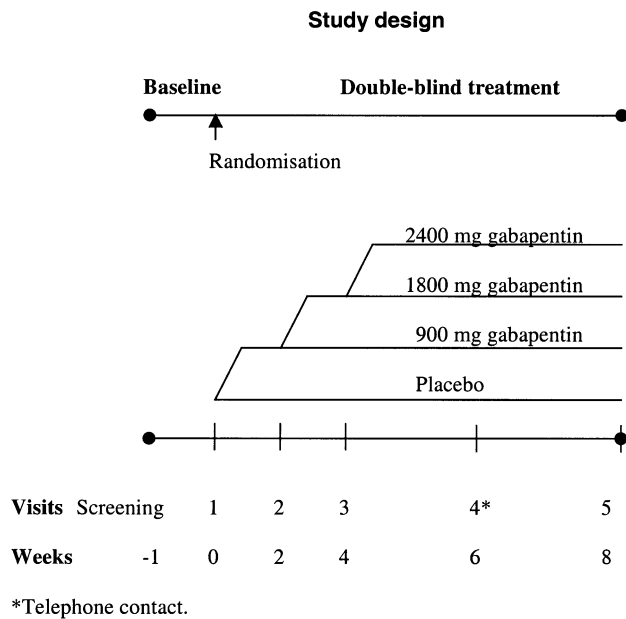 Study design
Baseline Double-blind treatment
Randomisation
2400 mg gabapentin
1800 mg gabapentin
900 mg gabapentin
Placebo
Visits Screening 1 2 3 4* 5
Weeks -1 0 2 4 6 8
*Telephone contact.